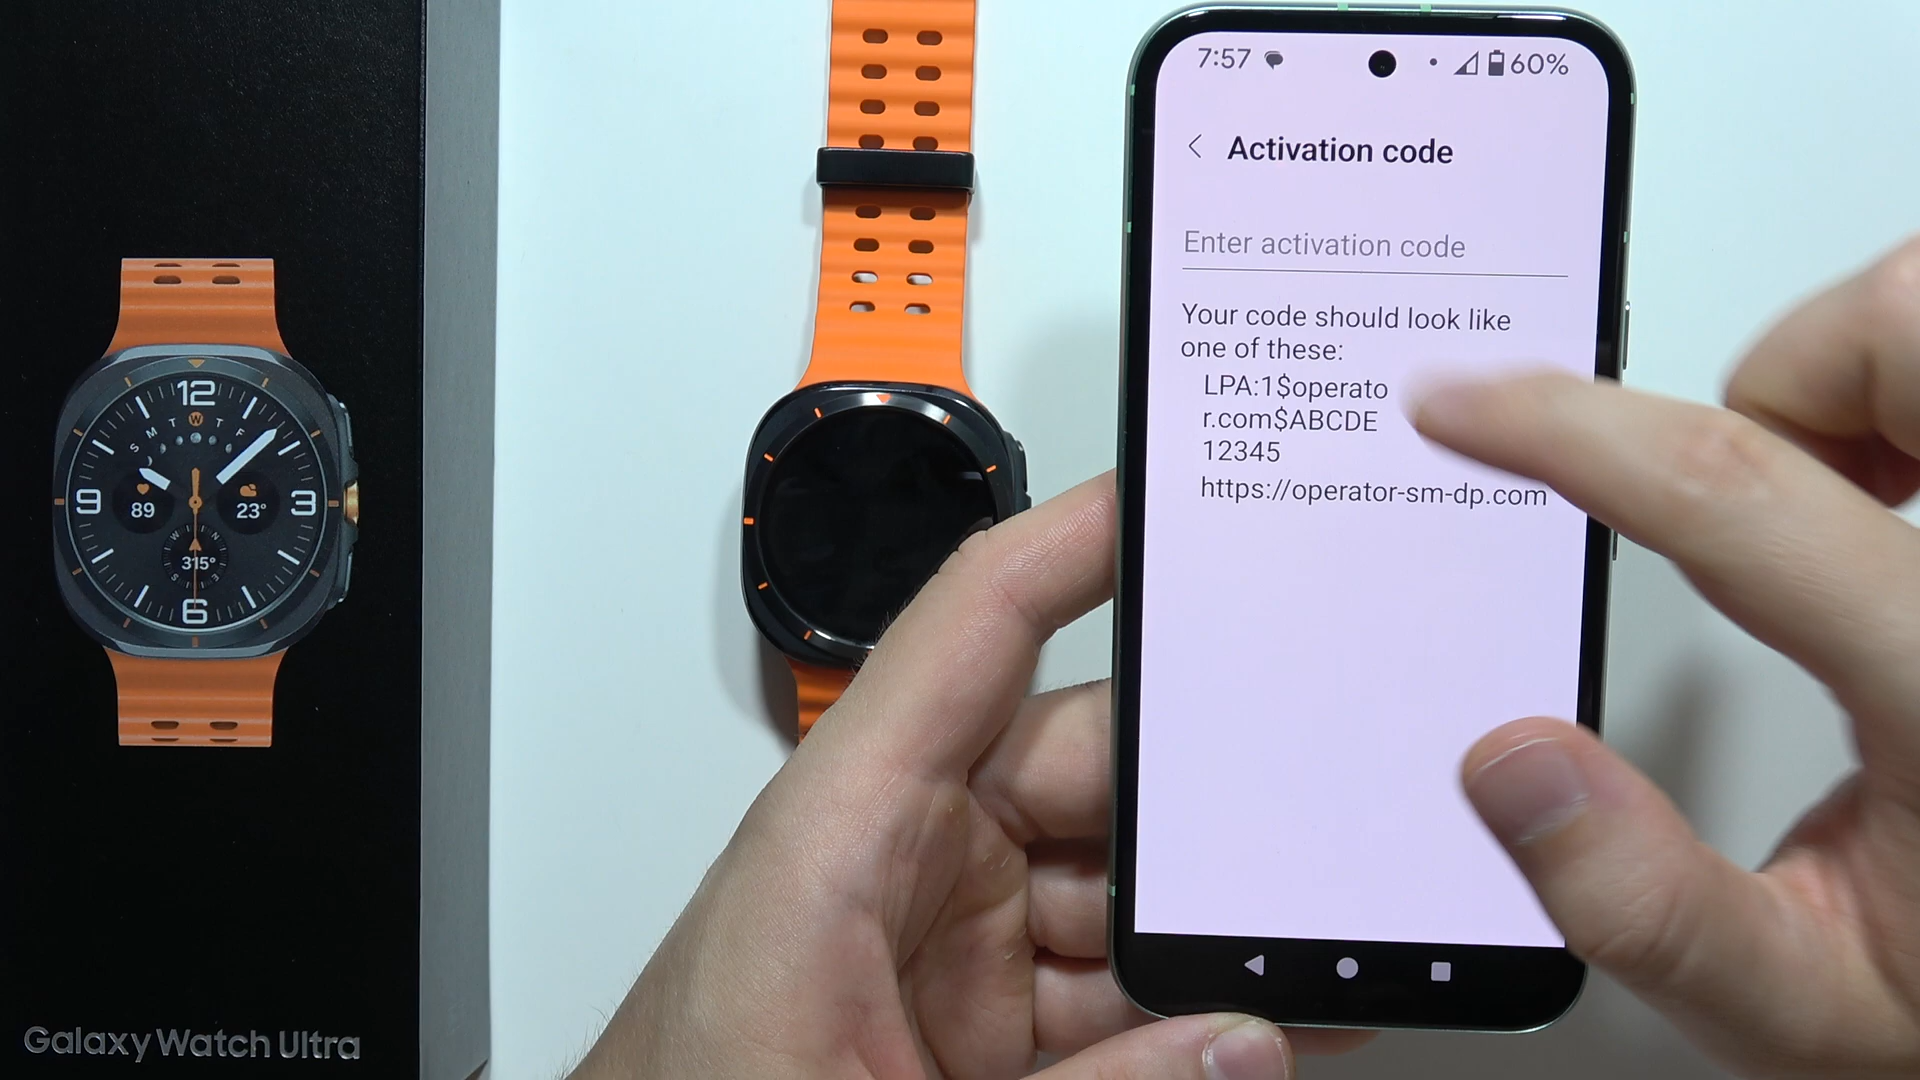 7:57
60%
Activation code
Enter activation code
Your code should look like
one of these:
LPA:1$operato
r.com$ABCDE
12345
https://operator-sm-dp.com
12
S M T W T F
9
3
89
23°
W N
315°
S E
6
Galaxy Watch Ultra